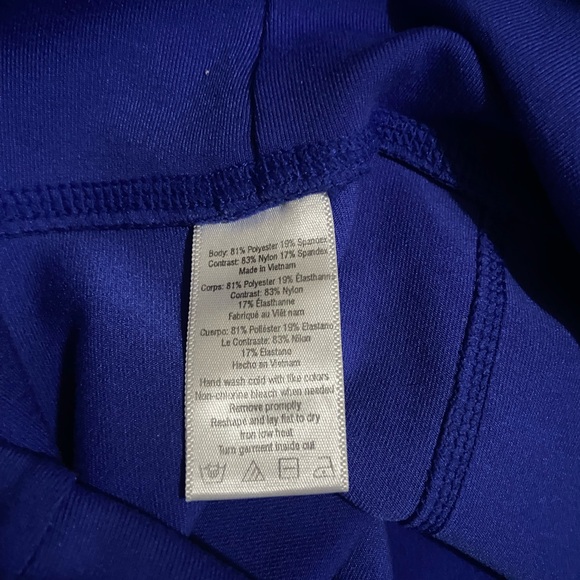 Body: 81% Polyester 19% Spandex
Contrast: 83% Nylon 17% Spandex
Made in Vietnam
Corps: 81% Polyester 19% Élasthanne
Contrast: 83% Nylon
17% Élasthanne
Fabriqué au Viêt nam
Cuerpo: 81% Poliéster 19% Elastano
Le Contraste: 83% Nilon
17% Elastano
Hecho en Vietnam
Hand wash cold with like colors
Non-chlorine bleach when needed
Remove promptly
Reshape and lay flat to dry
Iron low heat
Turn garment inside out